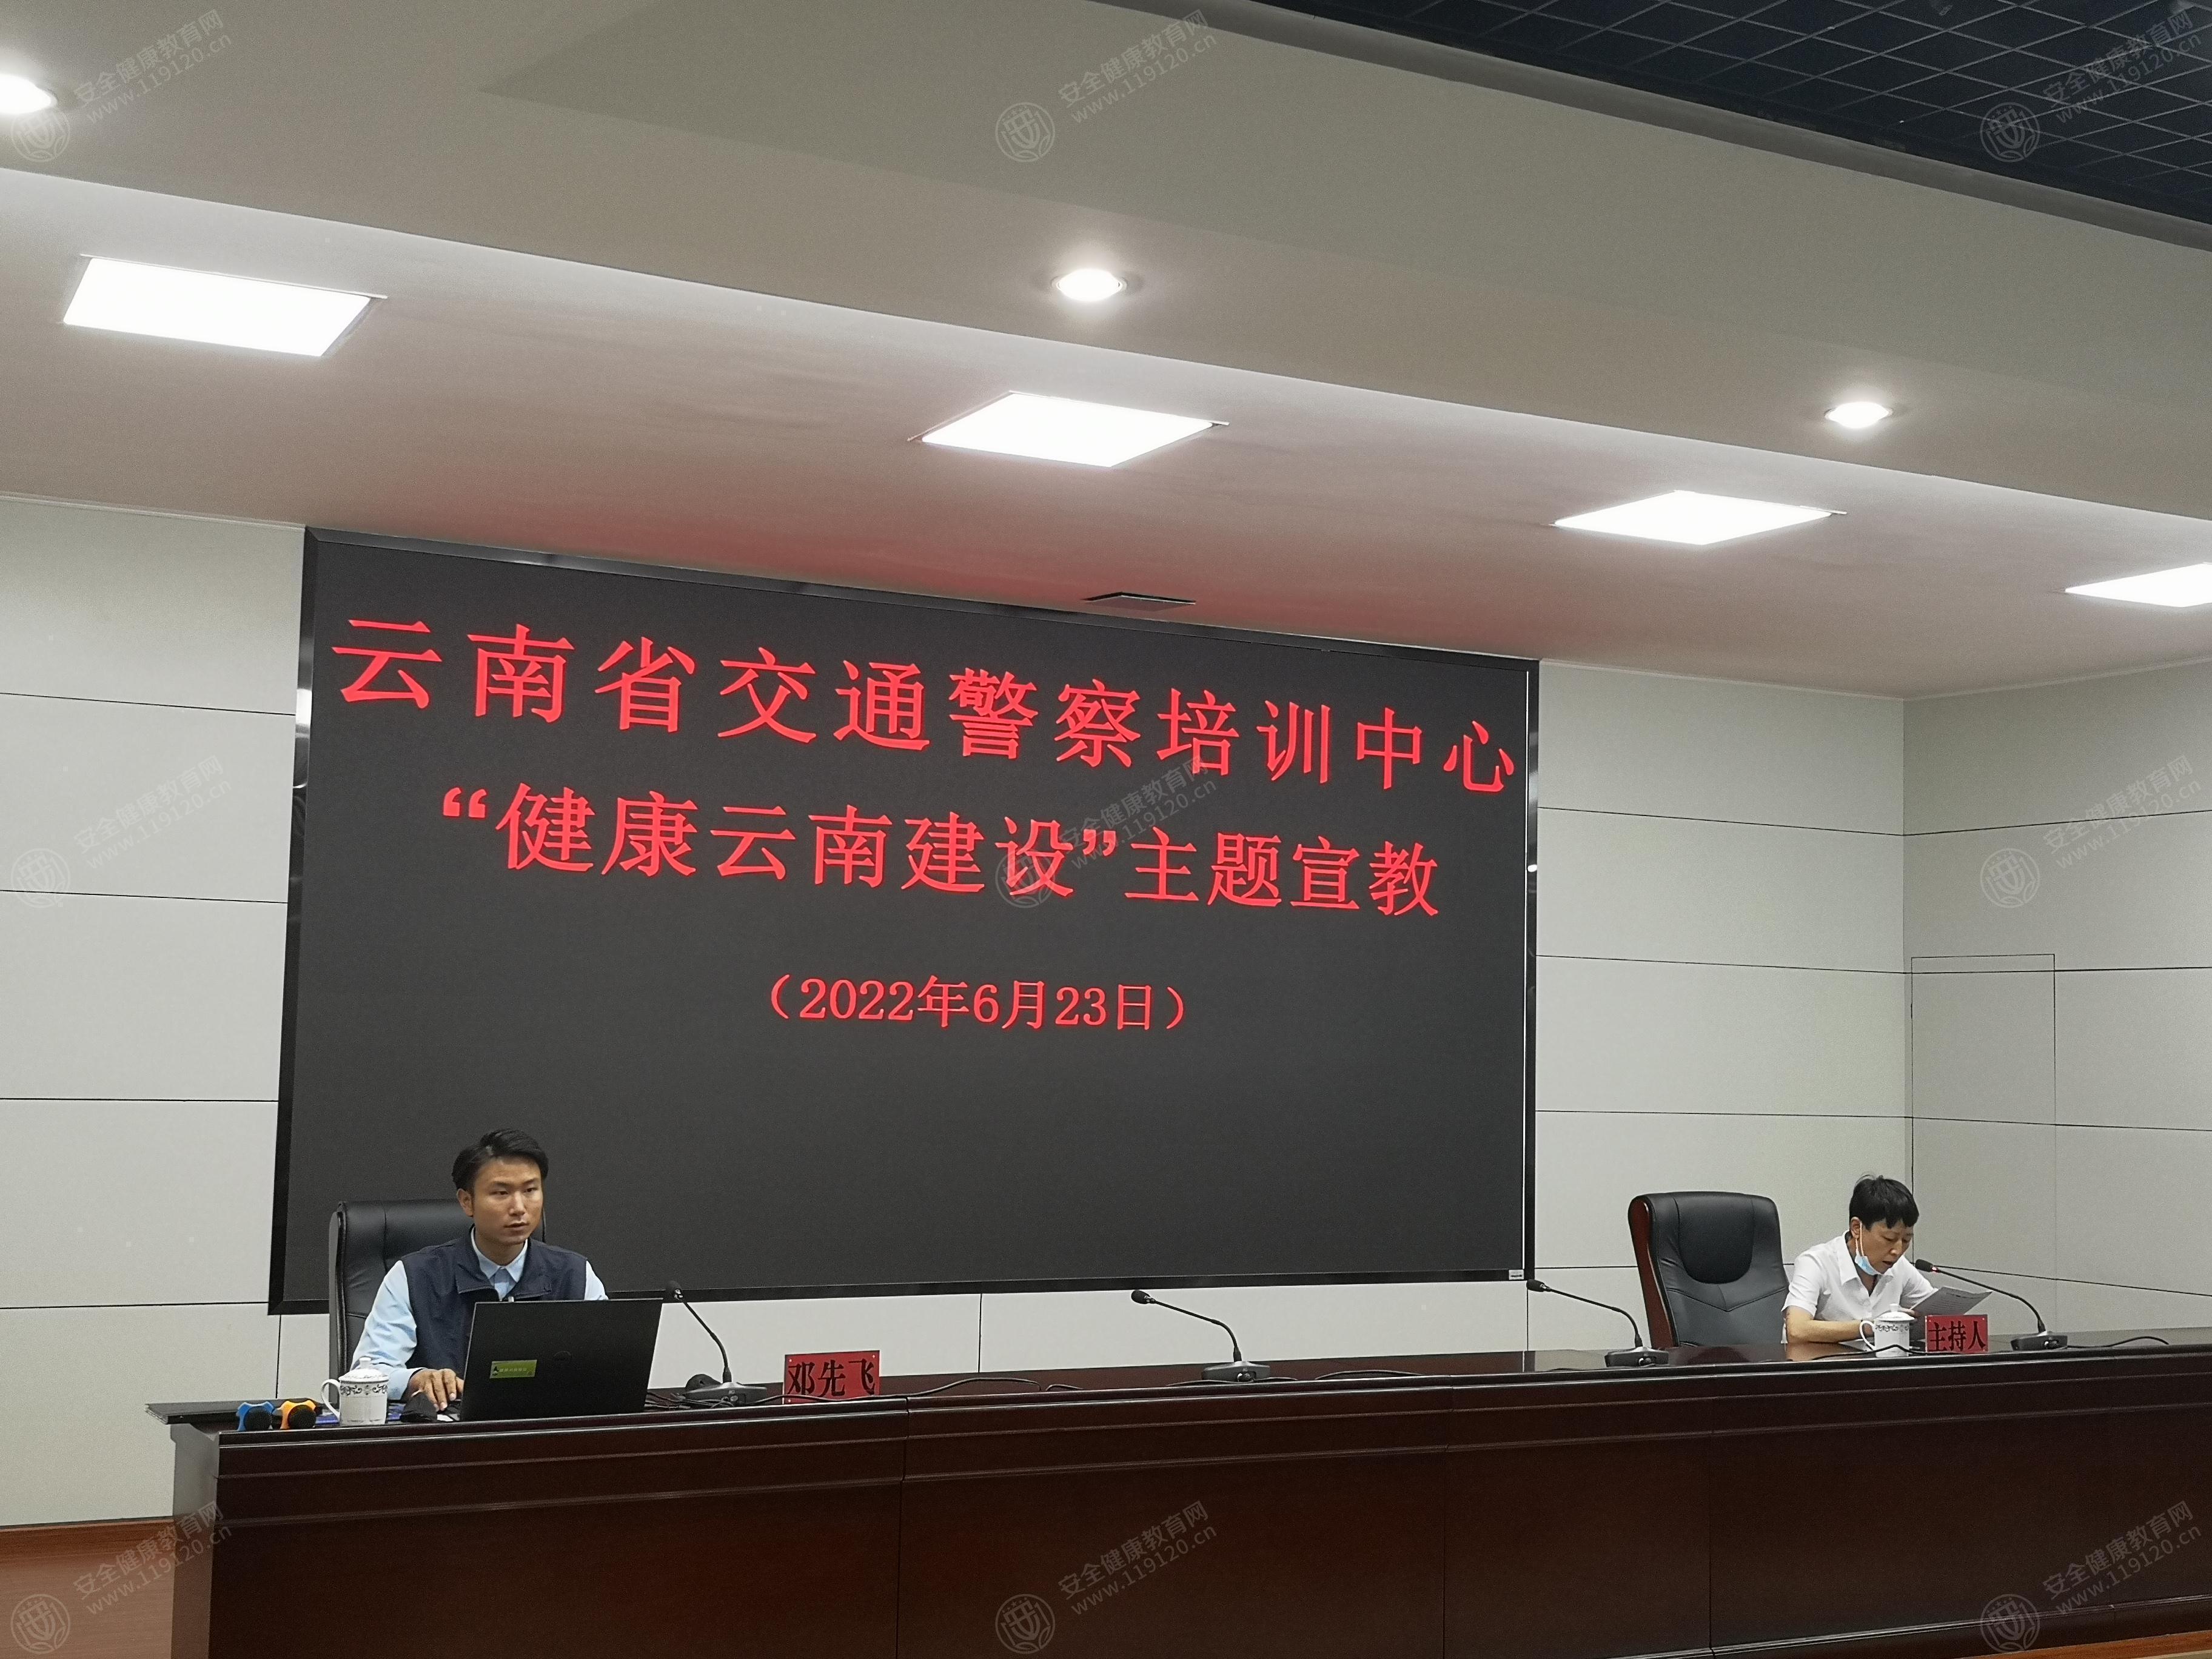 云南省交通警察培训中心
“健康云南建设”主题宣教
（2022年6月23日）
邓先飞
主持人
安全健康教育网
www.119120.cn